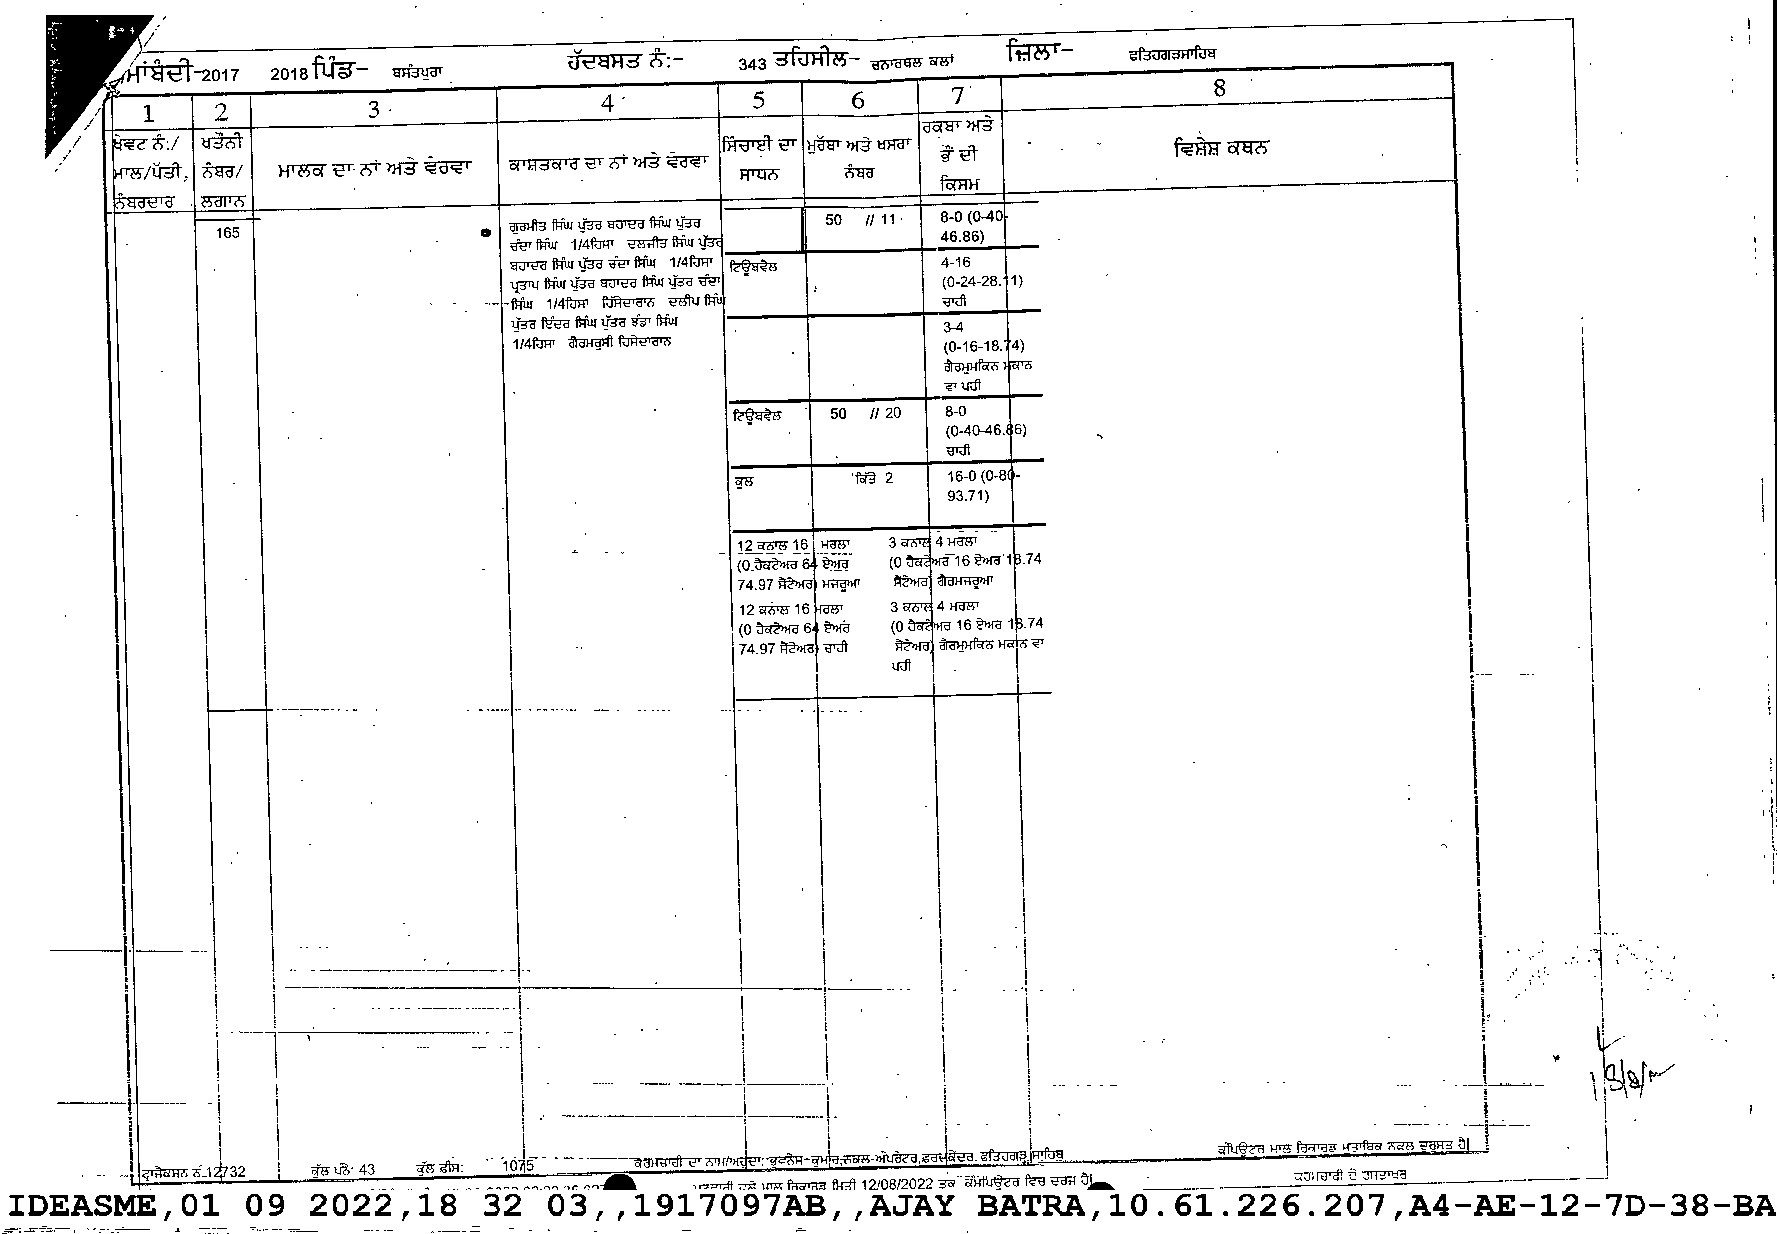 ਮਾਂਬੰਦੀ-2017 2018 ਪਿੰਡ- ਬਸੰਤਪੁਰਾ ਹੱਦਬਸਤ ਨੰ:- 343 ਤਹਿਸੀਲ- ਚਨਾਰਥਲ ਕਲਾਂ ਜ਼ਿਲਾ- ਫਤਿਹਗੜਸਾਹਿਬ
1 2 3 4 5 6 7 8
ਖੇਵਟ ਨੰ:/
ਮਾਲ/ਪੱਤੀ,
ਨੰਬਰਦਾਰ
ਖਤੌਨੀ
ਨੰਬਰ/
ਲਗਾਨ
ਮਾਲਕ ਦਾ ਨਾਂ ਅਤੇ ਵੇਰਵਾ
ਕਾਸ਼ਤਕਾਰ ਦਾ ਨਾਂ ਅਤੇ ਵੇਰਵਾ
ਸਿੰਚਾਈ ਦਾ
ਸਾਧਨ
ਮੁਰੱਬਾ ਅਤੇ ਖਸਰਾ
ਨੰਬਰ
ਰਕਬਾ ਅਤੇ
ਭੌਂ ਦੀ
ਕਿਸਮ
ਵਿਸ਼ੇਸ਼ ਕਥਨ
165
ਗੁਰਮੀਤ ਸਿੰਘ ਪੁੱਤਰ ਬਹਾਦਰ ਸਿੰਘ ਪੁੱਤਰ
ਚੰਦਾ ਸਿੰਘ 1/4ਹਿਸਾ ਦਲਜੀਤ ਸਿੰਘ ਪੁੱਤਰ
ਬਹਾਦਰ ਸਿੰਘ ਪੁੱਤਰ ਚੰਦਾ ਸਿੰਘ 1/4ਹਿਸਾ
ਪ੍ਰਤਾਪ ਸਿੰਘ ਪੁੱਤਰ ਬਹਾਦਰ ਸਿੰਘ ਪੁੱਤਰ ਚੰਦਾ
ਸਿੰਘ 1/4ਹਿਸਾ ਹਿੱਸੇਦਾਰਾਨ ਦਲੀਪ ਸਿੰਘ
ਪੁੱਤਰ ਇੰਦਰ ਸਿੰਘ ਪੁੱਤਰ ਝੰਡਾ ਸਿੰਘ
1/4ਹਿਸਾ ਗੈਰਮਰੂਸੀ ਹਿਸੇਦਾਰਾਨ
50 // 11 8-0 (0-40-
46.86)
ਟਿਊਬਵੈਲ 4-16
(0-24-28.11)
ਚਾਹੀ
3-4
(0-16-18.74)
ਗੈਰਮੁਮਕਿਨ ਮਕਾਨ
ਵਾ ਪਹੀ
ਟਿਊਬਵੈਲ 50 // 20 8-0
(0-40-46.86)
ਚਾਹੀ
ਕੁਲ ਕਿੱਤੇ 2 16-0 (0-80-
93.71)
12 ਕਨਾਲ 16 ਮਰਲਾ
(0 ਹੈਕਟੇਅਰ 64 ਏਅਰ
74.97 ਸੈਂਟੇਅਰ) ਮਜਰੂਆ
3 ਕਨਾਲ 4 ਮਰਲਾ
(0 ਹੈਕਟੇਅਰ 16 ਏਅਰ 18.74
ਸੈਂਟੇਅਰ) ਗੈਰਮਜਰੂਆ
12 ਕਨਾਲ 16 ਮਰਲਾ
(0 ਹੈਕਟੇਅਰ 64 ਏਅਰ
74.97 ਸੈਂਟੇਅਰ) ਚਾਹੀ
3 ਕਨਾਲ 4 ਮਰਲਾ
(0 ਹੈਕਟੇਅਰ 16 ਏਅਰ 18.74
ਸੈਂਟੇਅਰ) ਗੈਰਮੁਮਕਿਨ ਮਕਾਨ ਵਾ
ਪਹੀ
ਟ੍ਰਾਂਜੈਕਸ਼ਨ ਨੰ 12732 ਕੁੱਲ ਪੰਨੇ: 43 ਕੁੱਲ ਫੀਸ: 1075 ਕਰਮਚਾਰੀ ਦਾ ਨਾਮ/ਅਹੁਦਾ: ਭੁਵਨੇਸ਼ ਕੁਮਾਰ,ਨਕਲ ਅਪਰੇਟਰ,ਫਰਦਕੇਂਦਰ ਫਤਿਹਗੜ੍ਹ ਸਾਹਿਬ ਕੰਪਿਊਟਰ ਮਾਲ ਰਿਕਾਰਡ ਮੁਤਾਬਿਕ ਨਕਲ ਦਰੁਸਤ ਹੈ|
ਮਾਲ ਰਿਕਾਰਡ ਮਿਤੀ 12/08/2022 ਤਕ ਕੰਮਪਿਊਟਰ ਵਿਚ ਦਰਜ ਹੈ| ਕਰਮਚਾਰੀ ਦੇ ਹਸਤਾਖਰ
IDEASME,01 09 2022,18 32 03,,1917097AB,,AJAY BATRA,10.61.226.207,A4-AE-12-7D-38-BA